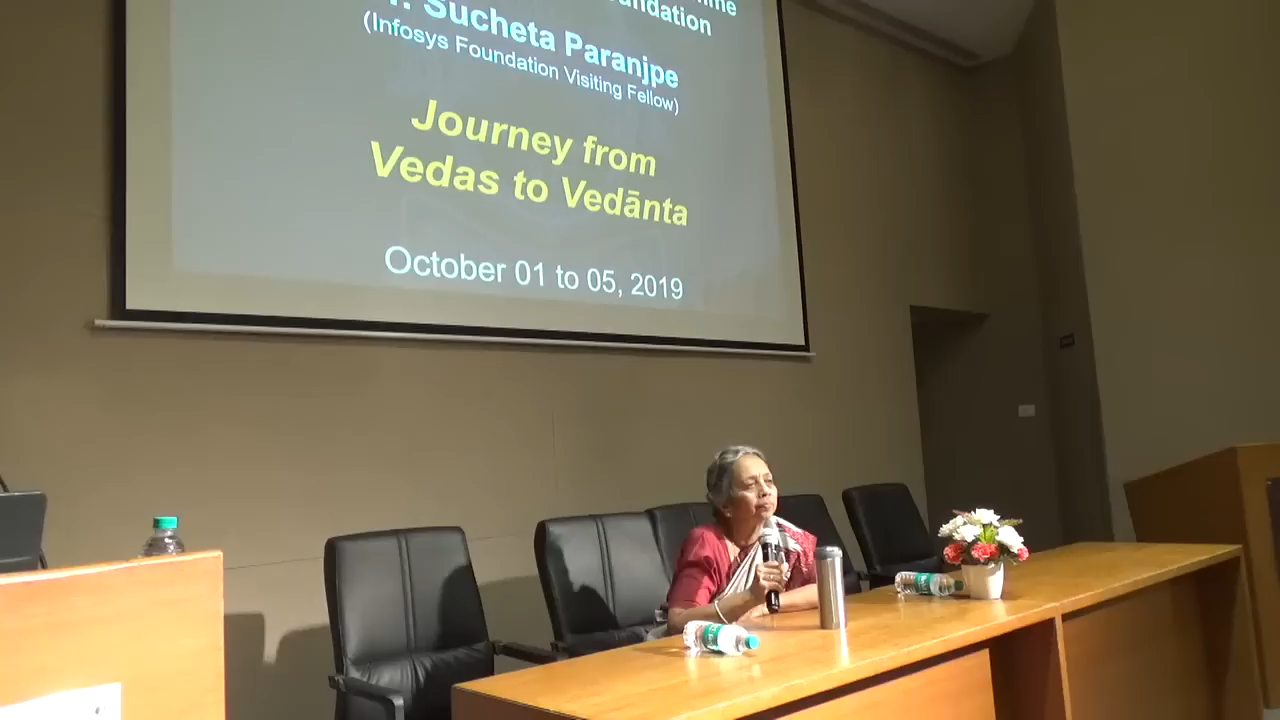 Sucheta Paranjpe
(Infosys Foundation Visiting Fellow)
Journey from
Vedas to Vedānta
October 01 to 05, 2019